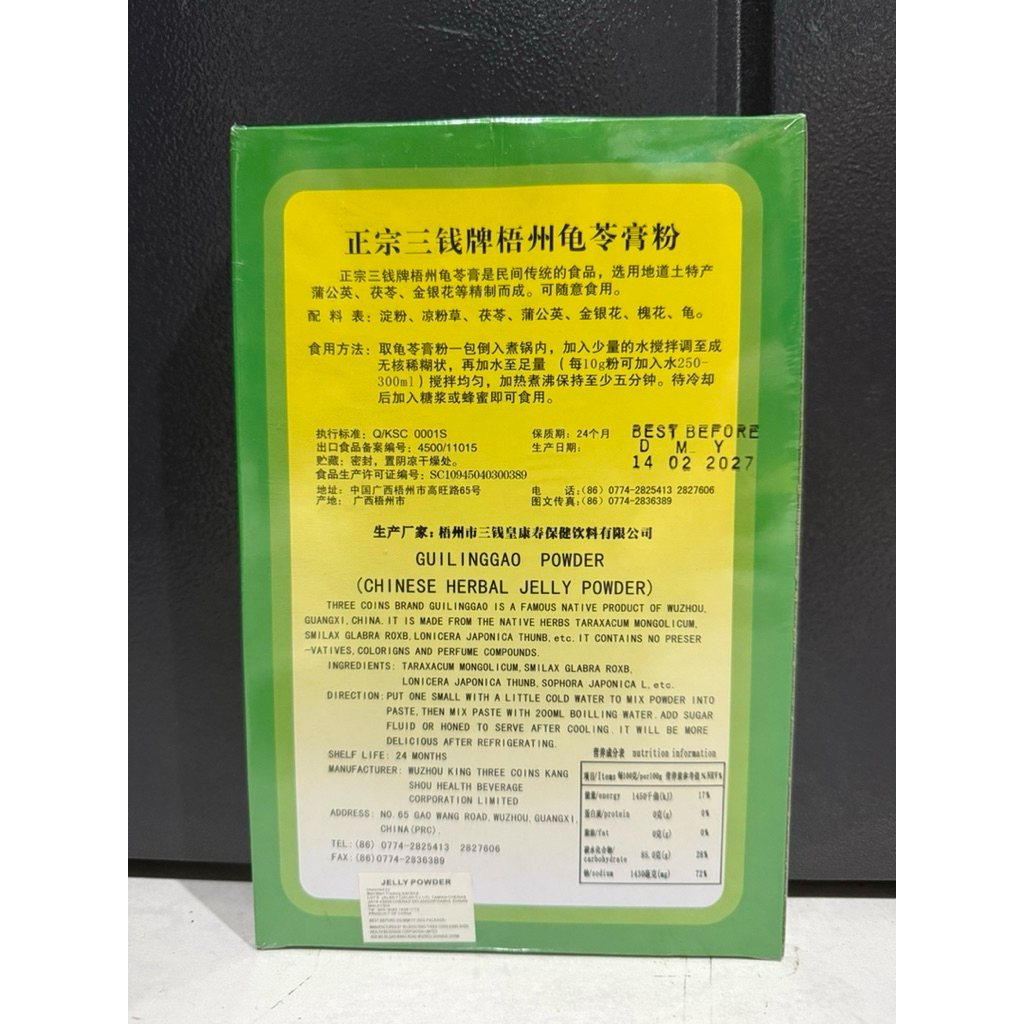 正宗三钱牌梧州龟苓膏粉
正宗三钱牌梧州龟苓膏是民间传统的食品，选用地道土特产
蒲公英、茯苓、金银花等精制而成。可随意食用。
配 料 表：淀粉、凉粉草、茯苓、蒲公英、金银花、槐花、龟。
食用方法：取龟苓膏粉一包倒入煮锅内，加入少量的水搅拌调至成
无核稀糊状，再加水至足量 （每10g粉可加入水250-
300ml）搅拌均匀，加热煮沸保持至少五分钟。待冷却
后加入糖浆或蜂蜜即可食用。
执行标准：Q/KSC 0001S
出口食品备案编号：4500/11015
贮藏：密封，置阴凉干燥处。
食品生产许可证编号：SC10945040300389
地址：中国广西梧州市高旺路65号
产地： 广西梧州市
保质期：24个月
生产日期：
BEST BEFORE
D M Y
14 02 2027
电 话:(86) 0774-2825413 2827606
图文传真:(86) 0774-2836389
生产厂家：梧州市三钱皇康寿保健饮料有限公司
GUILINGGAO POWDER
(CHINESE HERBAL JELLY POWDER)
THREE COINS BRAND GUILINGGAO IS A FAMOUS NATIVE PRODUCT OF WUZHOU,
GUANGXI, CHINA. IT IS MADE FROM THE NATIVE HERBS TARAXACUM MONGOLICUM,
SMILAX GLABRA ROXB, LONICERA JAPONICA THUNB, etc. IT CONTAINS NO PRESER
-VATIVES, COLORIGNS AND PERFUME COMPOUNDS.
INGREDIENTS: TARAXACUM MONGOLICUM, SMILAX GLABRA ROXB,
LONICERA JAPONICA THUNB, SOPHORA JAPONICA L, etc.
DIRECTION: PUT ONE SMALL WITH A LITTLE COLD WATER TO MIX POWDER INTO
PASTE, THEN MIX PASTE WITH 200ML BOILLING WATER. ADD SUGAR
FLUID OR HONED TO SERVE AFTER COOLING. IT WILL BE MORE
DELICIOUS AFTER REFRIGERATING.
SHELF LIFE: 24 MONTHS
MANUFACTURER: WUZHOU KING THREE COINS KANG
SHOU HEALTH BEVERAGE
CORPORATION LIMITED
ADDRESS: NO. 65 GAO WANG ROAD, WUZHOU, GUANGXI,
CHINA(PRC).
TEL: (86) 0774-2825413 2827606
FAX: (86)0774-2836389
营养成分表 nutrition information
项目/Items 每100克/per100g 营养素参考值%/NRV%
能量/energy 1450千焦(kJ) 17%
蛋白质/protein 0克(g) 0%
脂肪/fat 0克(g) 0%
碳水化合物/
carbohydrate 85.0克(g) 28%
钠/sodium 1430毫克(mg) 72%
JELLY POWDER
PRODUCT OF CHINA